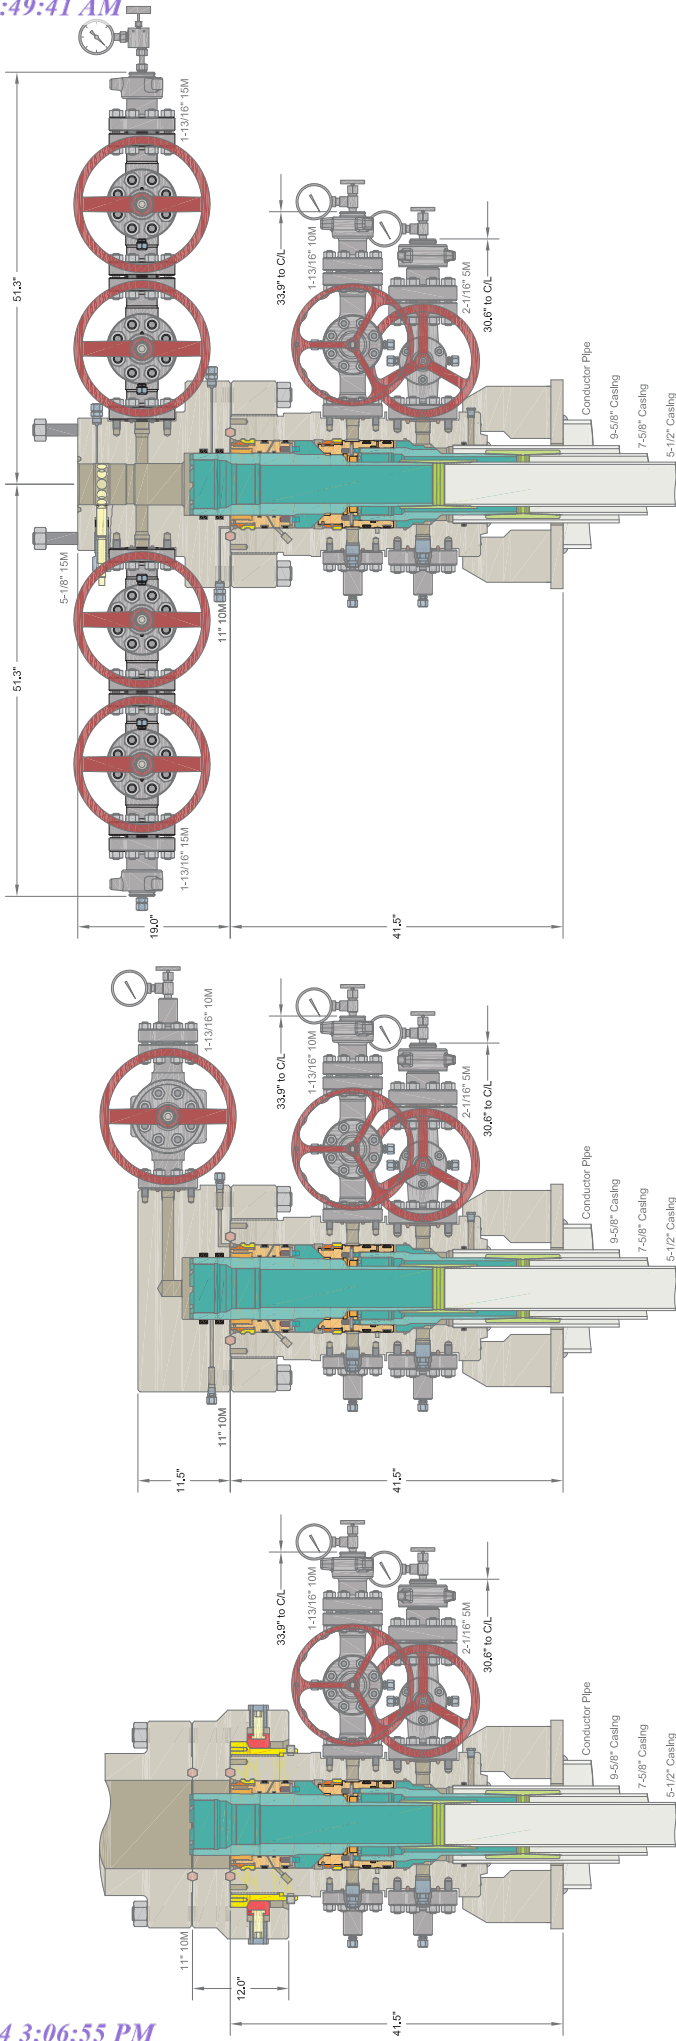 :49:41 AM
1-13/16" 15M
51.3"
33.9" to C/L
1-13/16" 10M
2-1/16" 5M
30.6" to C/L
Conductor Pipe
9-5/8" Casing
7-5/8" Casing
5-1/2" Casing
5-1/8" 15M
11" 10M
51.3"
1-13/16" 15M
19.0"
41.5"
1-13/16" 10M
33.9" to C/L
1-13/16" 10M
2-1/16" 5M
30.6" to C/L
Conductor Pipe
9-5/8" Casing
7-5/8" Casing
5-1/2" Casing
11" 10M
11.5"
41.5"
33.9" to C/L
1-13/16" 10M
2-1/16" 5M
30.6" to C/L
Conductor Pipe
9-5/8" Casing
7-5/8" Casing
5-1/2" Casing
11" 10M
12.0"
41.5"
4 3:06:55 PM